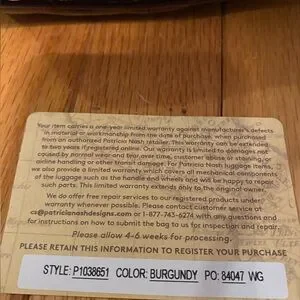 Your item carries a one-year limited warranty against manufacturer's defects
in material or workmanship from the date of purchase, when purchased
from an authorized Patricia Nash retailer. This warranty can be extended
to two years if registered online. Our warranty is limited to damages not
caused by normal wear and tear over time, customer abuse or staining, or
online handling or other transit damage. For Patricia Nash luggage items,
we also provide a limited warranty which covers all mechanical components
of the luggage such as the handle and wheels and will be happy to repair
such parts. This limited warranty extends only to the original owner.
We do offer free repair services to our registered products under
warranty whenever possible. Please contact customer service at
cs@patricianashdesigns.com or 1-877-743-6274 with any questions and
for instructions on how to submit the bag to us for inspection and repair.
Please allow 4-6 weeks for processing.
PLEASE RETAIN THIS INFORMATION TO REGISTER YOUR PURCHASE
STYLE: P1038651 COLOR: BURGUNDY PO: 84047 WG